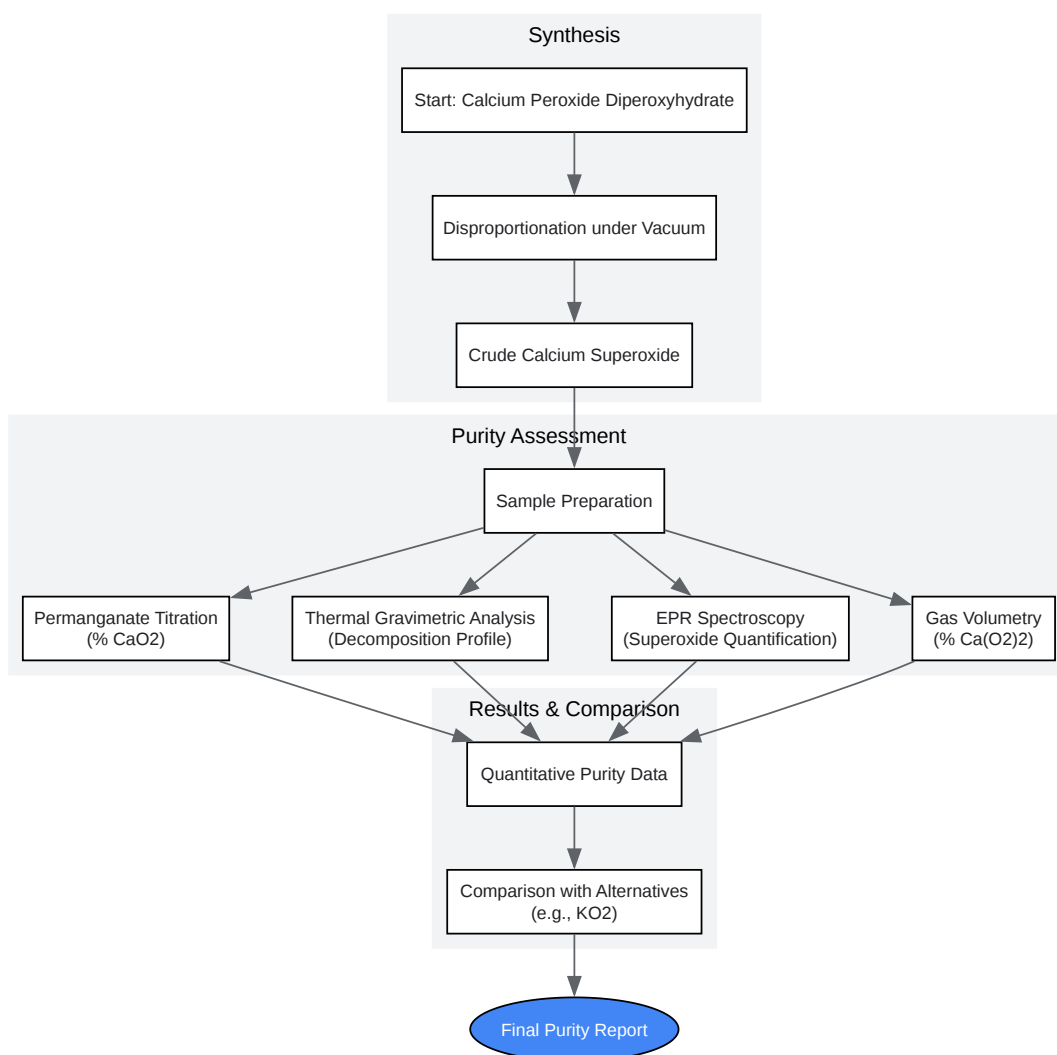 Synthesis
Start: Calcium Peroxide Diperoxyhydrate
Disproportionation under Vacuum
Crude Calcium Superoxide
Purity Assessment
Sample Preparation
Permanganate Titration
(% CaO2)
Thermal Gravimetric Analysis
(Decomposition Profile)
EPR Spectroscopy
(Superoxide Quantification)
Gas Volumetry
(% Ca(O2)2)
Results & Comparison
Quantitative Purity Data
Comparison with Alternatives
(e.g., KO2)
Final Purity Report